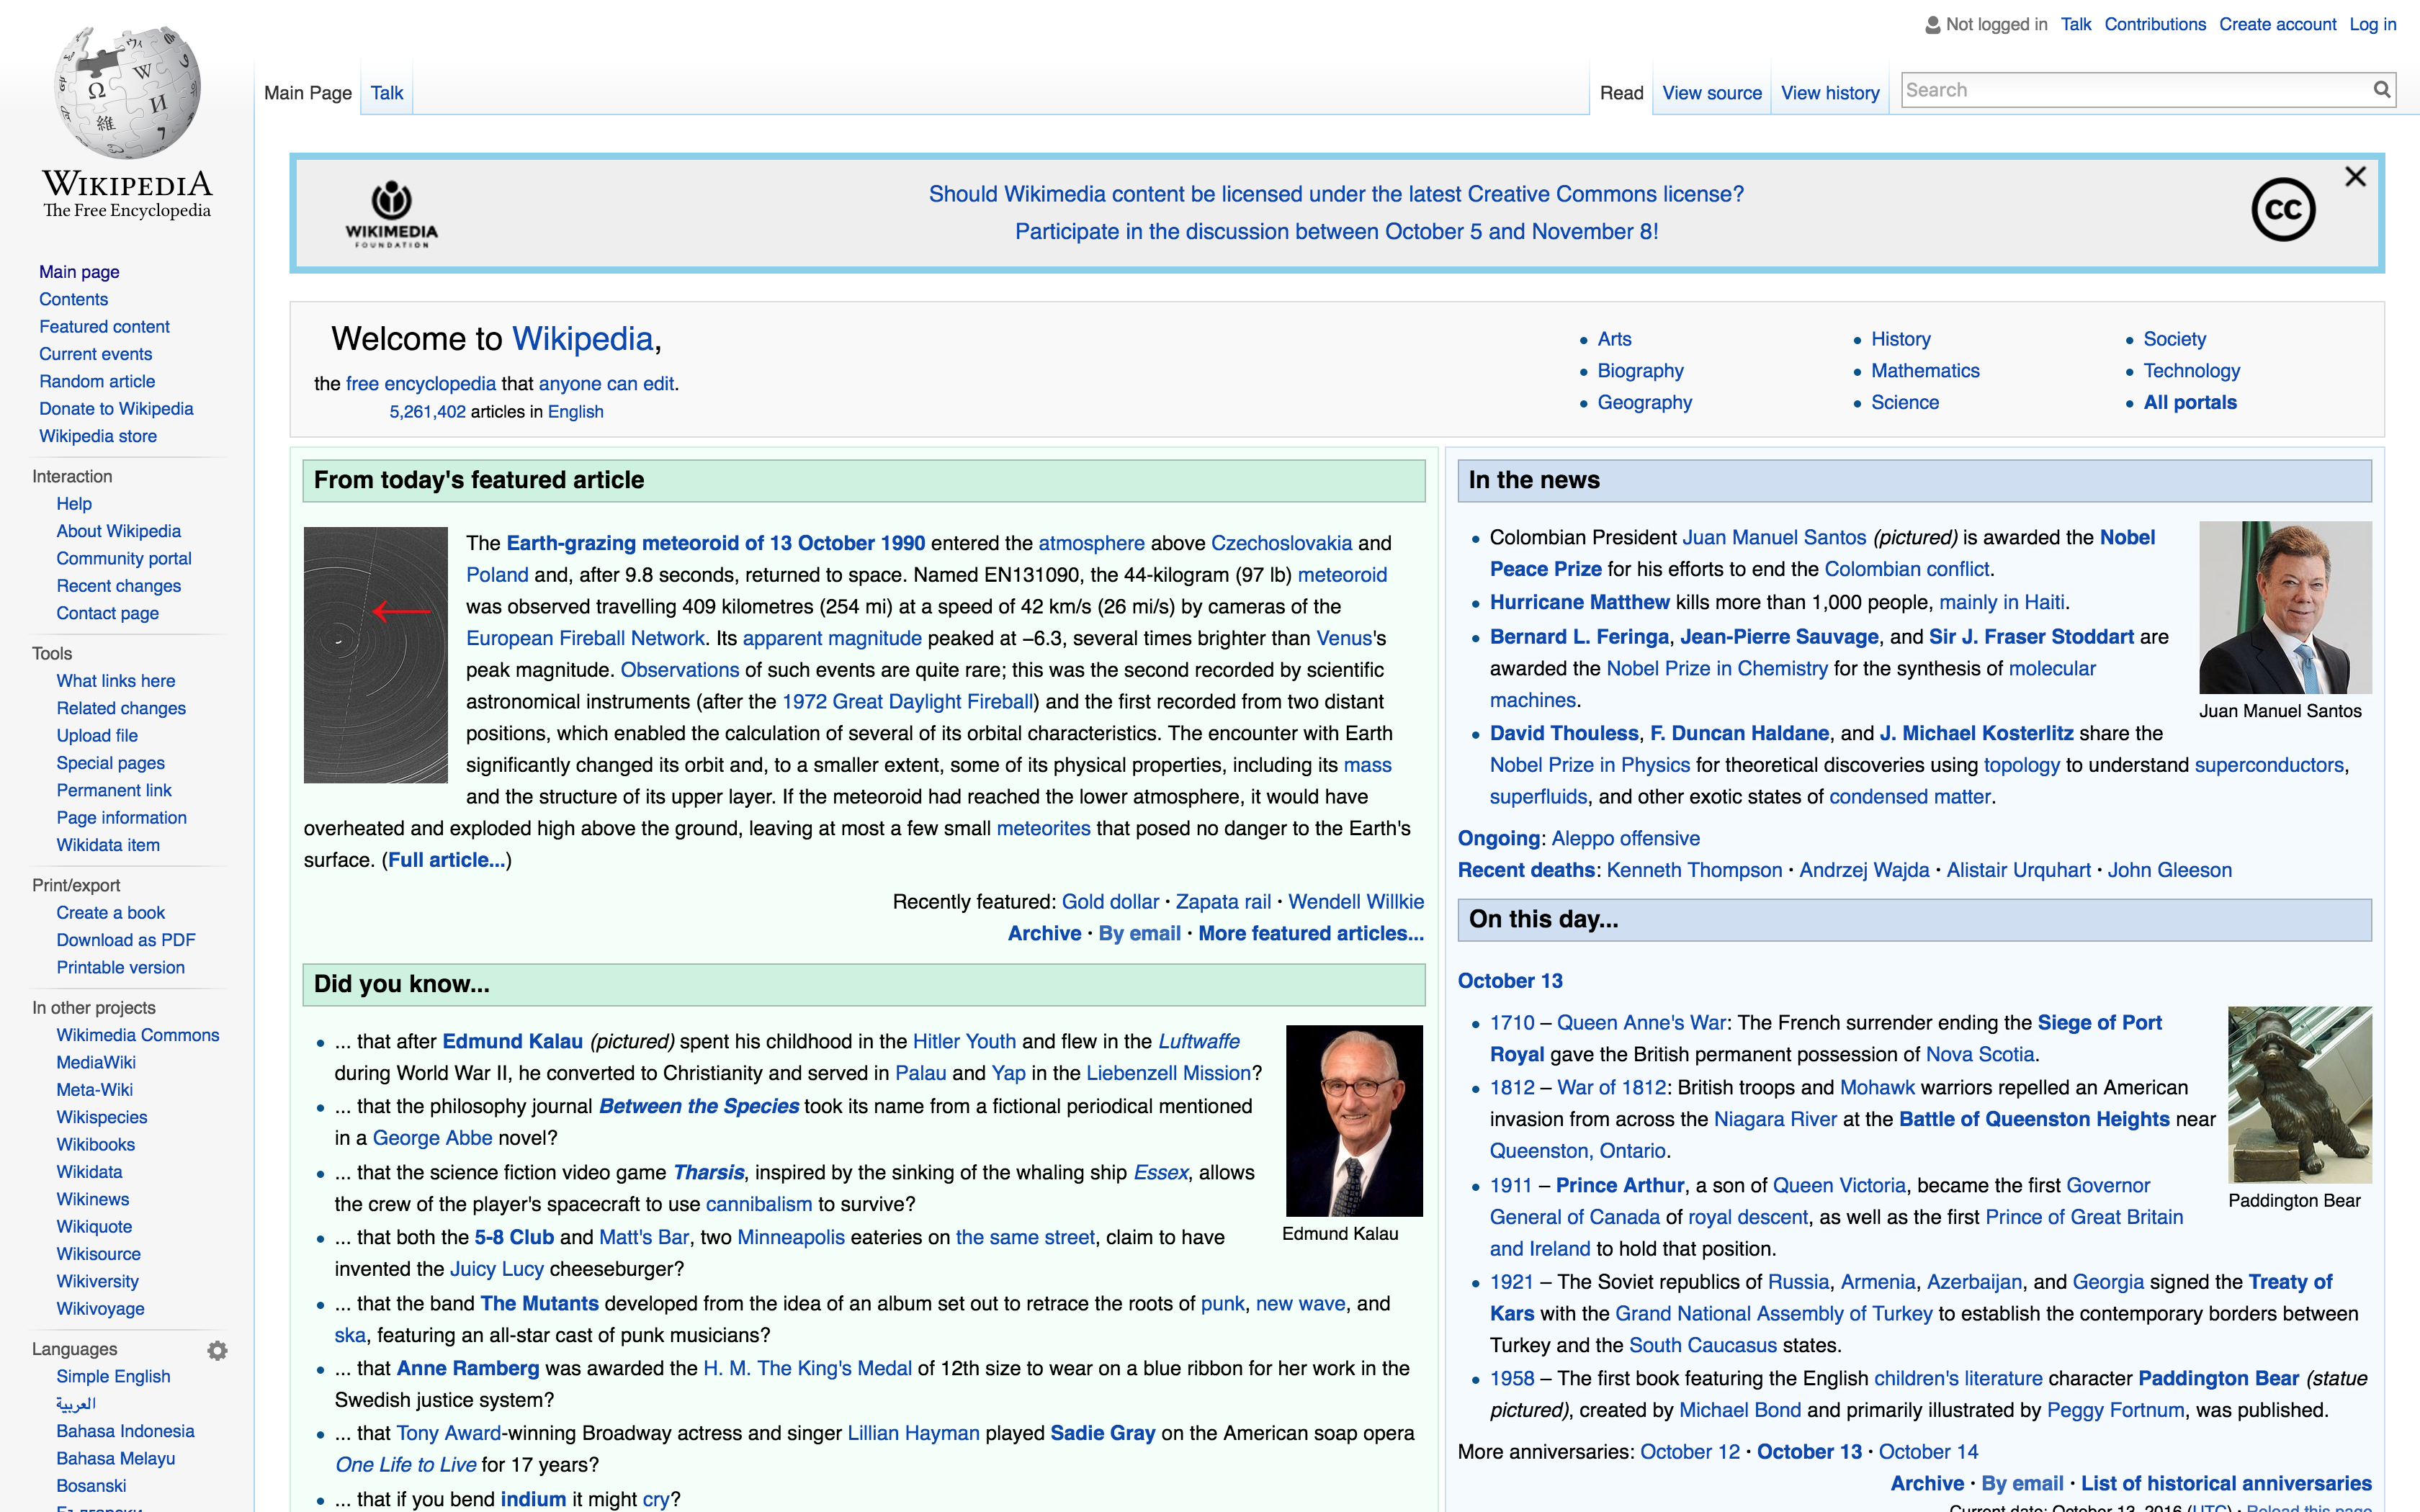 Not logged in Talk Contributions Create account Log in
Main Page Talk
Read View source View history Search
WIKIPEDIA
The Free Encyclopedia
Main page
Contents
Featured content
Current events
Random article
Donate to Wikipedia
Wikipedia store
Interaction
Help
About Wikipedia
Community portal
Recent changes
Contact page
Tools
What links here
Related changes
Upload file
Special pages
Permanent link
Page information
Wikidata item
Print/export
Create a book
Download as PDF
Printable version
In other projects
Wikimedia Commons
MediaWiki
Meta-Wiki
Wikispecies
Wikibooks
Wikidata
Wikinews
Wikiquote
Wikisource
Wikiversity
Wikivoyage
Languages
Simple English
العربية
Bahasa Indonesia
Bahasa Melayu
Bosanski
WIKIMEDIA
FOUNDATION
Should Wikimedia content be licensed under the latest Creative Commons license?
Participate in the discussion between October 5 and November 8!
cc
Welcome to Wikipedia,
the free encyclopedia that anyone can edit.
5,261,402 articles in English
Arts
Biography
Geography
History
Mathematics
Science
Society
Technology
All portals
From today's featured article
The Earth-grazing meteoroid of 13 October 1990 entered the atmosphere above Czechoslovakia and
Poland and, after 9.8 seconds, returned to space. Named EN131090, the 44-kilogram (97 lb) meteoroid
was observed travelling 409 kilometres (254 mi) at a speed of 42 km/s (26 mi/s) by cameras of the
European Fireball Network. Its apparent magnitude peaked at −6.3, several times brighter than Venus's
peak magnitude. Observations of such events are quite rare; this was the second recorded by scientific
astronomical instruments (after the 1972 Great Daylight Fireball) and the first recorded from two distant
positions, which enabled the calculation of several of its orbital characteristics. The encounter with Earth
significantly changed its orbit and, to a smaller extent, some of its physical properties, including its mass
and the structure of its upper layer. If the meteoroid had reached the lower atmosphere, it would have
overheated and exploded high above the ground, leaving at most a few small meteorites that posed no danger to the Earth's
surface. (Full article...)
Recently featured: Gold dollar · Zapata rail · Wendell Willkie
Archive · By email · More featured articles...
Did you know...
... that after Edmund Kalau (pictured) spent his childhood in the Hitler Youth and flew in the Luftwaffe
during World War II, he converted to Christianity and served in Palau and Yap in the Liebenzell Mission?
... that the philosophy journal Between the Species took its name from a fictional periodical mentioned
in a George Abbe novel?
... that the science fiction video game Tharsis, inspired by the sinking of the whaling ship Essex, allows
the crew of the player's spacecraft to use cannibalism to survive?
... that both the 5-8 Club and Matt's Bar, two Minneapolis eateries on the same street, claim to have
invented the Juicy Lucy cheeseburger?
... that the band The Mutants developed from the idea of an album set out to retrace the roots of punk, new wave, and
ska, featuring an all-star cast of punk musicians?
... that Anne Ramberg was awarded the H. M. The King's Medal of 12th size to wear on a blue ribbon for her work in the
Swedish justice system?
... that Tony Award-winning Broadway actress and singer Lillian Hayman played Sadie Gray on the American soap opera
One Life to Live for 17 years?
... that if you bend indium it might cry?
Edmund Kalau
In the news
Colombian President Juan Manuel Santos (pictured) is awarded the Nobel
Peace Prize for his efforts to end the Colombian conflict.
Hurricane Matthew kills more than 1,000 people, mainly in Haiti.
Bernard L. Feringa, Jean-Pierre Sauvage, and Sir J. Fraser Stoddart are
awarded the Nobel Prize in Chemistry for the synthesis of molecular
machines.
David Thouless, F. Duncan Haldane, and J. Michael Kosterlitz share the
Nobel Prize in Physics for theoretical discoveries using topology to understand superconductors,
superfluids, and other exotic states of condensed matter.
Juan Manuel Santos
Ongoing: Aleppo offensive
Recent deaths: Kenneth Thompson · Andrzej Wajda · Alistair Urquhart · John Gleeson
On this day...
October 13
1710 – Queen Anne's War: The French surrender ending the Siege of Port
Royal gave the British permanent possession of Nova Scotia.
1812 – War of 1812: British troops and Mohawk warriors repelled an American
invasion from across the Niagara River at the Battle of Queenston Heights near
Queenston, Ontario.
1911 – Prince Arthur, a son of Queen Victoria, became the first Governor
General of Canada of royal descent, as well as the first Prince of Great Britain
and Ireland to hold that position.
1921 – The Soviet republics of Russia, Armenia, Azerbaijan, and Georgia signed the Treaty of
Kars with the Grand National Assembly of Turkey to establish the contemporary borders between
Turkey and the South Caucasus states.
1958 – The first book featuring the English children's literature character Paddington Bear (statue
pictured), created by Michael Bond and primarily illustrated by Peggy Fortnum, was published.
Paddington Bear
More anniversaries: October 12 · October 13 · October 14
Archive · By email · List of historical anniversaries
Current date: October 13, 2016 (UTC) · Reload this page